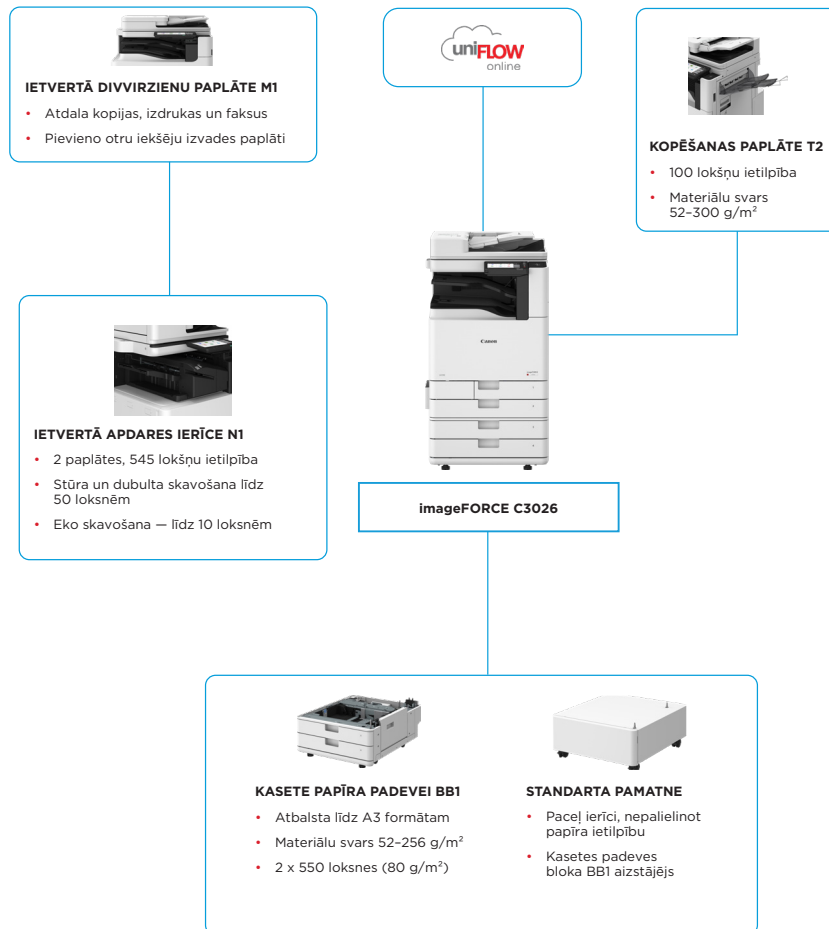 IETVERTĀ DIVVIRZIENU PAPLĀTE M1
• Atdala kopijas, izdrukas un faksus
• Pievieno otru iekšēju izvades paplāti
uniFLOW
online
KOPĒŠANAS PAPLĀTE T2
• 100 lokšņu ietilpība
• Materiālu svars
52–300 g/m²
Canon
IETVERTĀ APDARES IERĪCE N1
• 2 paplātes, 545 lokšņu ietilpība
• Stūra un dubulta skavošana līdz
50 loksnēm
• Eko skavošana — līdz 10 loksnēm
imageFORCE C3026
KASETE PAPĪRA PADEVEI BB1
• Atbalsta līdz A3 formātam
• Materiālu svars 52–256 g/m²
• 2 x 550 loksnes (80 g/m²)
STANDARTA PAMATNE
• Paceļ ierīci, nepalielinot
papīra ietilpību
• Kasetes padeves
bloka BB1 aizstājējs